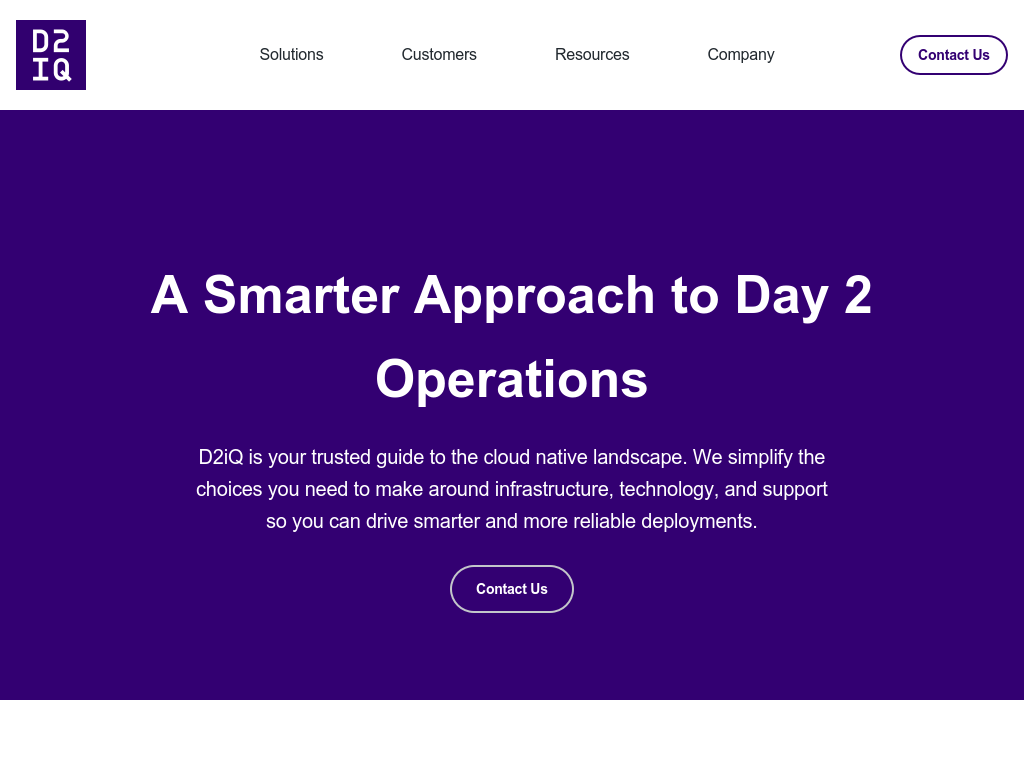 D2
IQ
Solutions
Customers
Resources
Company
Contact Us
A Smarter Approach to Day 2
Operations
D2iQ is your trusted guide to the cloud native landscape. We simplify the
choices you need to make around infrastructure, technology, and support
so you can drive smarter and more reliable deployments.
Contact Us